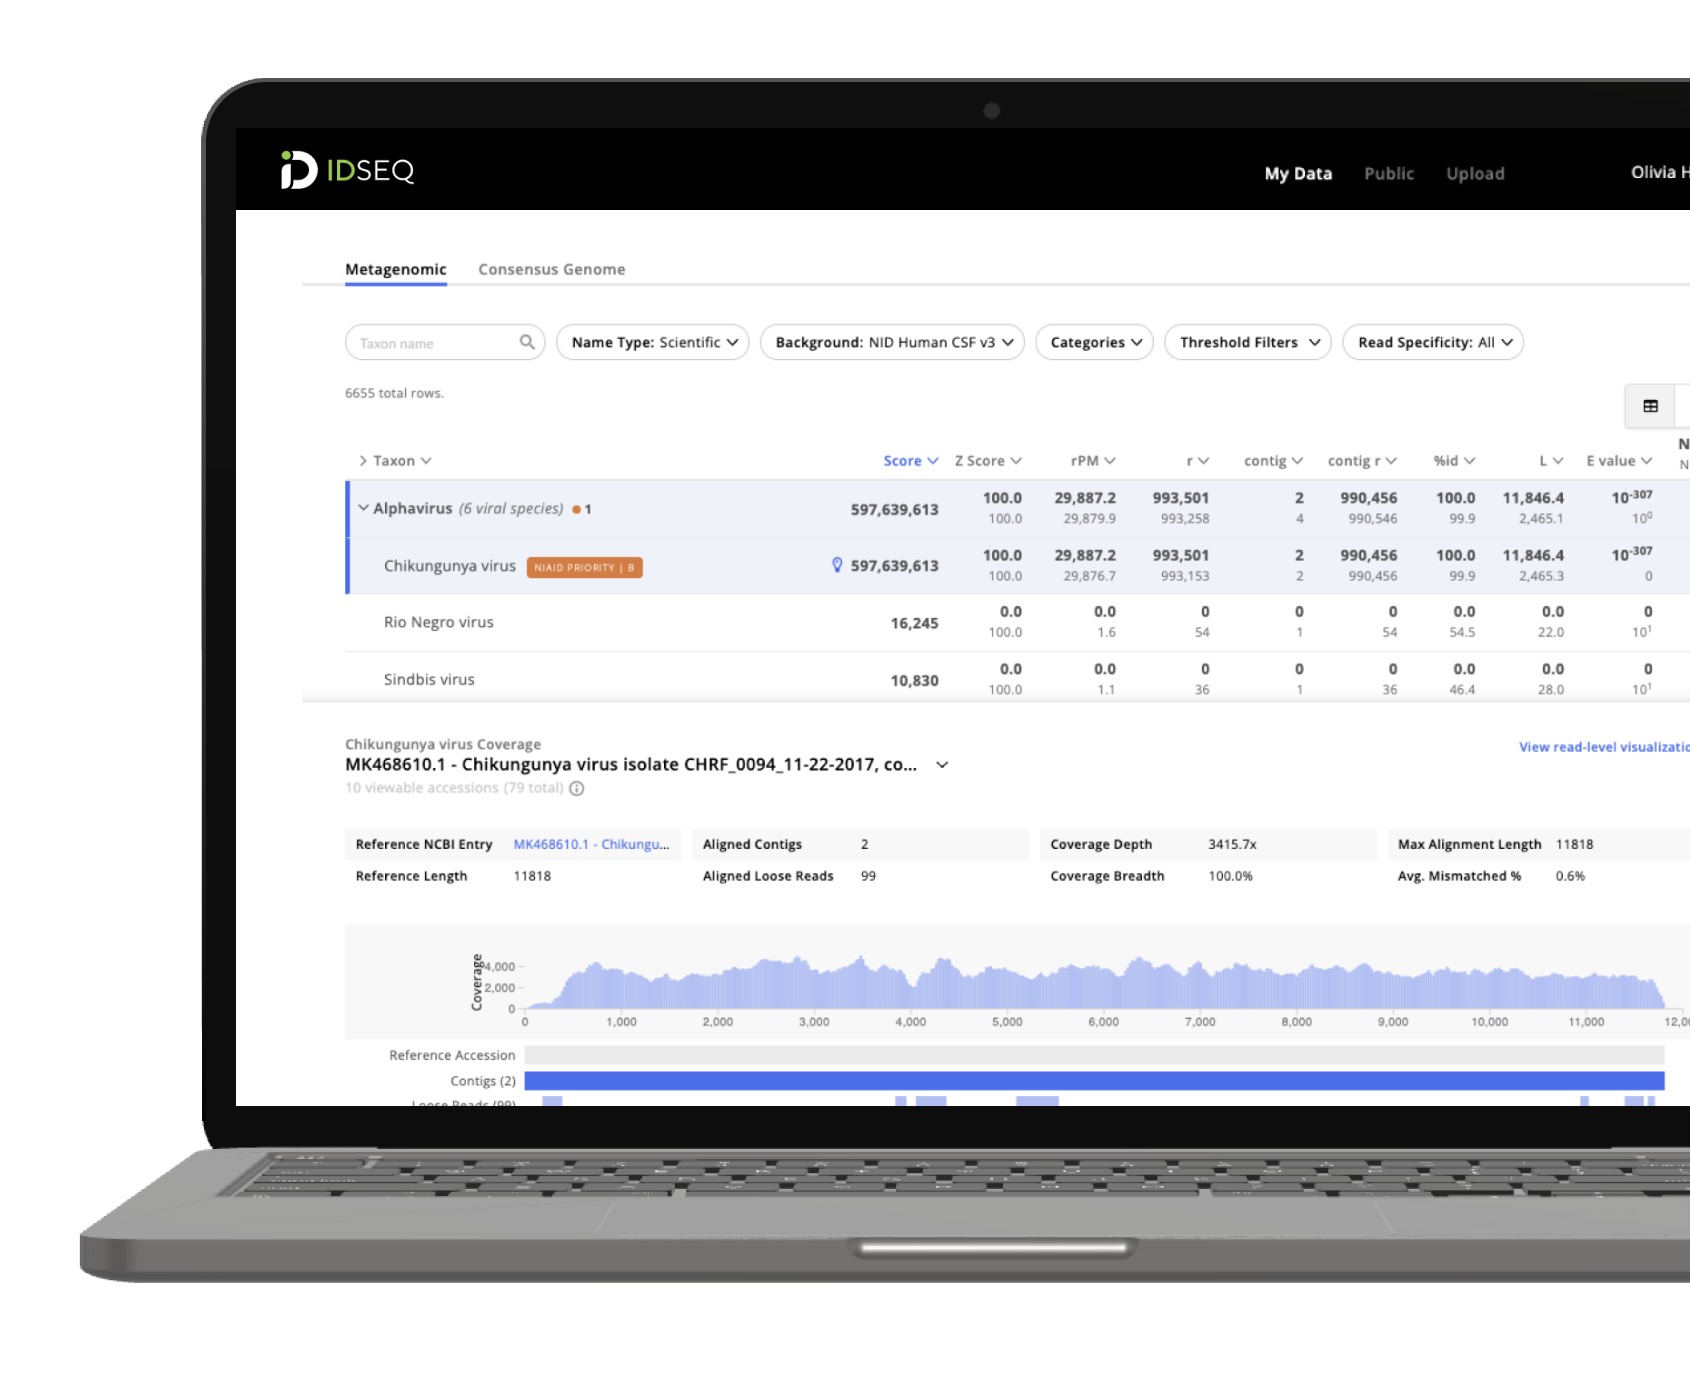 IDSEQ
My Data Public Upload Olivia H
Metagenomic Consensus Genome
Taxon name Name Type: Scientific Background: NID Human CSF v3 Categories Threshold Filters Read Specificity: All
6655 total rows.
N
Taxon Score Z Score rPM r contig contig r %id L E value N
Alphavirus (6 viral species) 1 597,639,613 100.0 29,887.2 993,501 2 990,456 100.0 11,846.4 10-307
100.0 29,879.9 993,258 4 990,546 99.9 2,465.1 100
Chikungunya virus NIAID PRIORITY | B 597,639,613 100.0 29,887.2 993,501 2 990,456 100.0 11,846.4 10-307
100.0 29,876.7 993,153 2 990,456 99.9 2,465.3 0
Rio Negro virus 16,245 0.0 0.0 0 0 0 0.0 0.0 0
100.0 1.6 54 1 54 54.5 22.0 101
Sindbis virus 10,830 0.0 0.0 0 0 0 0.0 0.0 0
100.0 1.1 36 1 36 46.4 28.0 101
Chikungunya virus Coverage
View read-level visualizatio
MK468610.1 - Chikungunya virus isolate CHRF_0094_11-22-2017, co...
10 viewable accessions (79 total)
Reference NCBI Entry MK468610.1 - Chikungu... Aligned Contigs 2 Coverage Depth 3415.7x Max Alignment Length 11818
Reference Length 11818 Aligned Loose Reads 99 Coverage Breadth 100.0% Avg. Mismatched % 0.6%
Coverage
4,000
2,000
0
0 1,000 2,000 3,000 4,000 5,000 6,000 7,000 8,000 9,000 10,000 11,000 12,0
Reference Accession
Contigs (2)
Loose Reads (99)